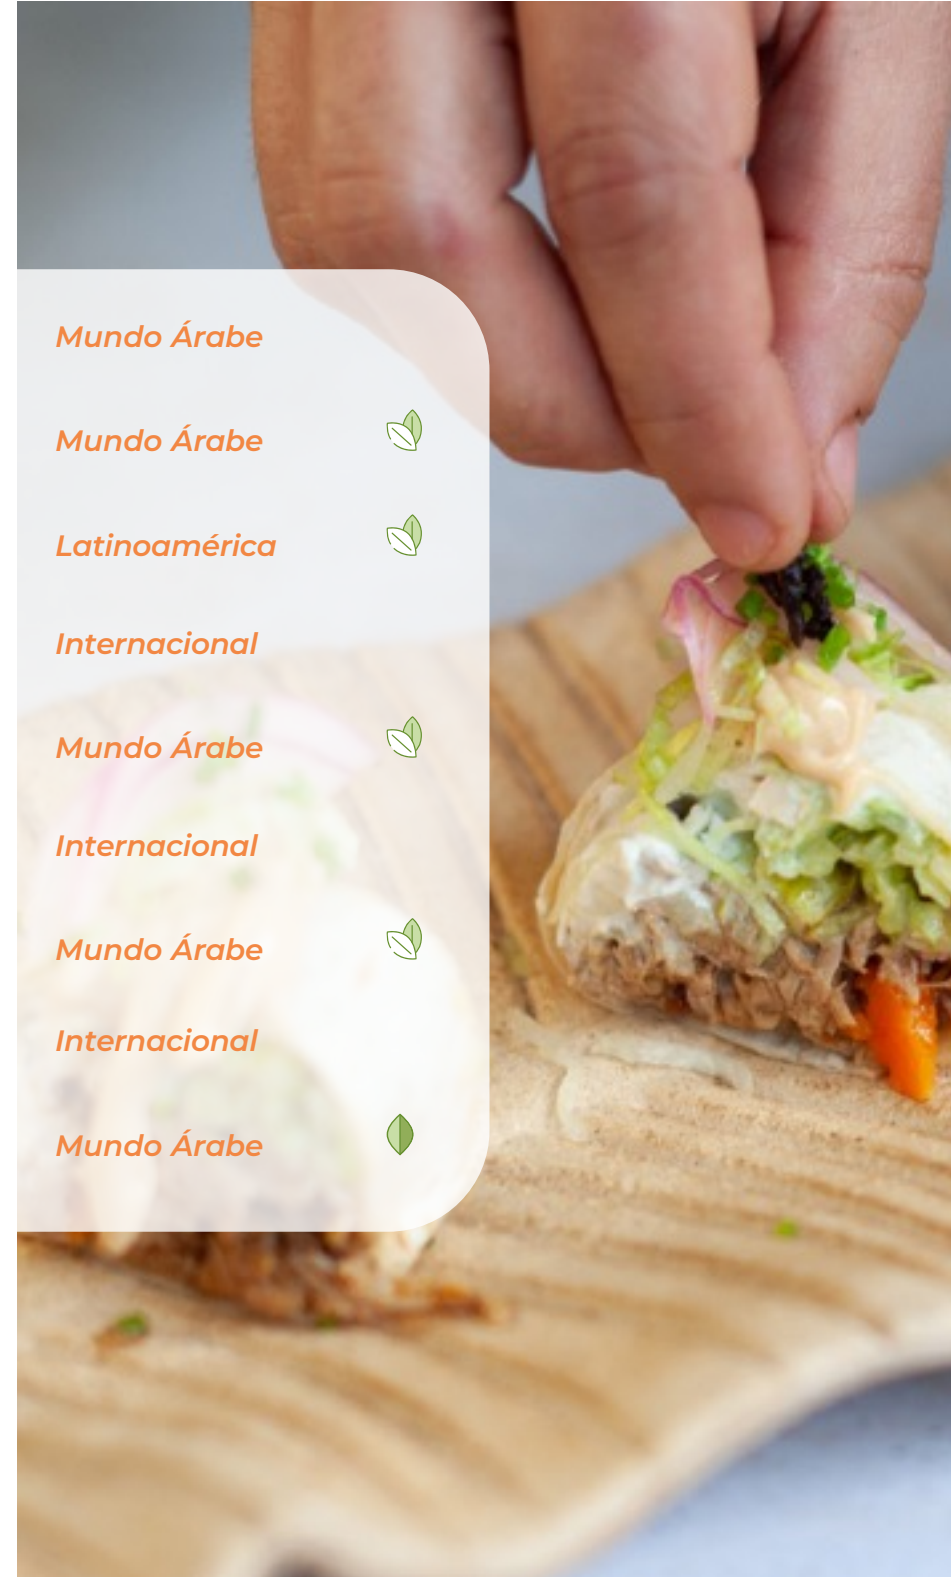 Mundo Árabe
Mundo Árabe
Latinoamérica
Internacional
Mundo Árabe
Internacional
Mundo Árabe
Internacional
Mundo Árabe